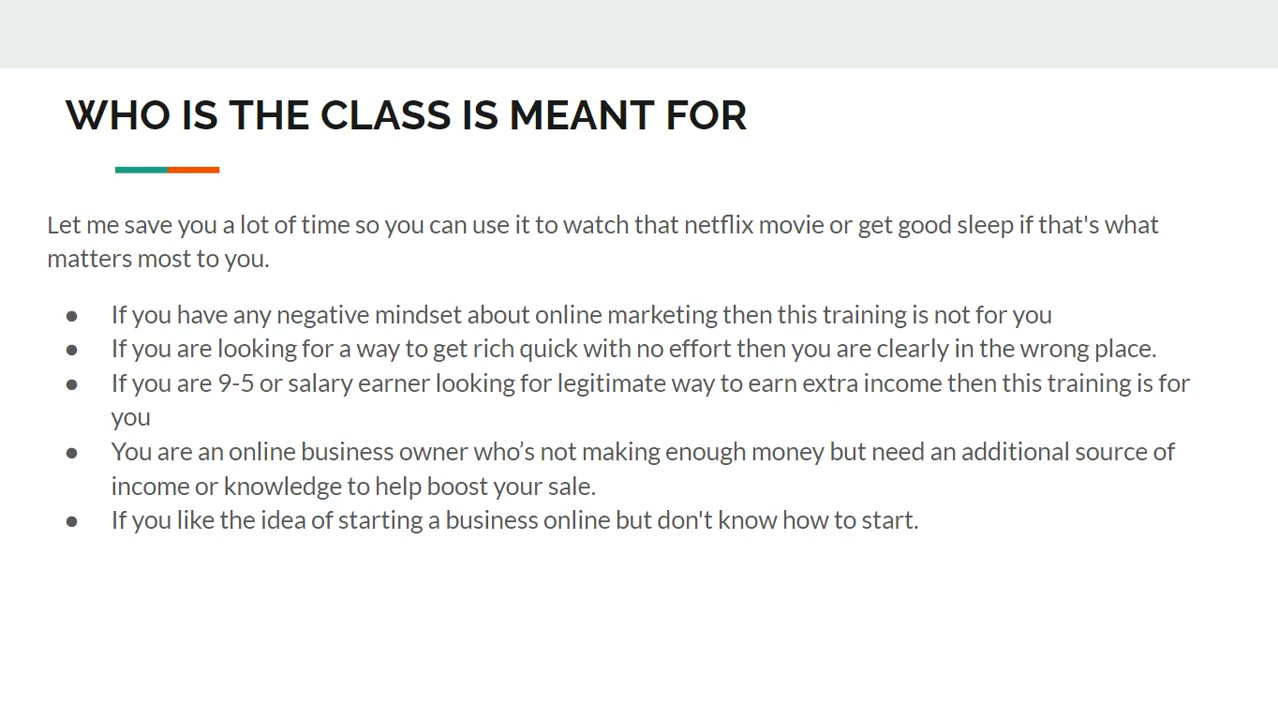 WHO IS THE CLASS IS MEANT FOR
Let me save you a lot of time so you can use it to watch that netflix movie or get good sleep if that's what
matters most to you.
● If you have any negative mindset about online marketing then this training is not for you
● If you are looking for a way to get rich quick with no effort then you are clearly in the wrong place.
● If you are 9-5 or salary earner looking for legitimate way to earn extra income then this training is for
you
● You are an online business owner who’s not making enough money but need an additional source of
income or knowledge to help boost your sale.
● If you like the idea of starting a business online but don't know how to start.